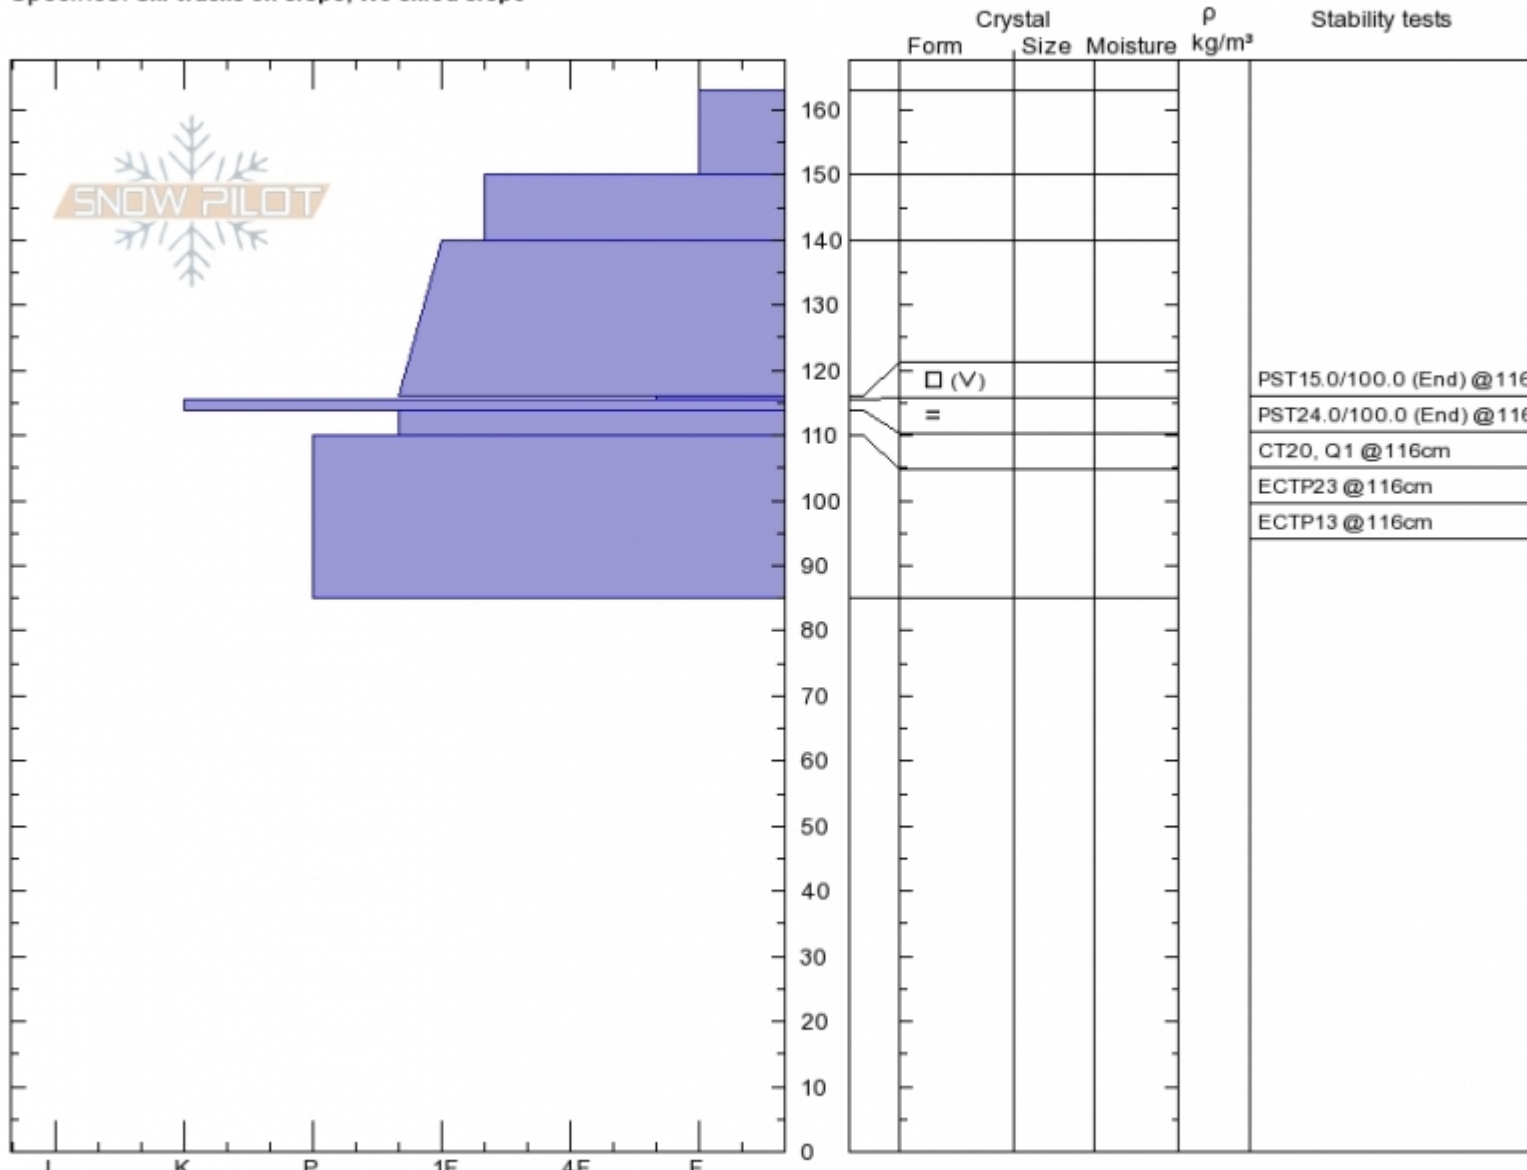 Crystal
ρ
Stability tests
Form
Size
Moisture
kg/m³
SNOW PILOT
160
150
140
130
120
□ (V)
PST15.0/100.0 (End) @116
=
PST24.0/100.0 (End) @116
110
CT20, Q1 @116cm
ECTP23 @116cm
100
ECTP13 @116cm
90
80
70
60
50
40
30
20
10
0
I K P 1F 4F F